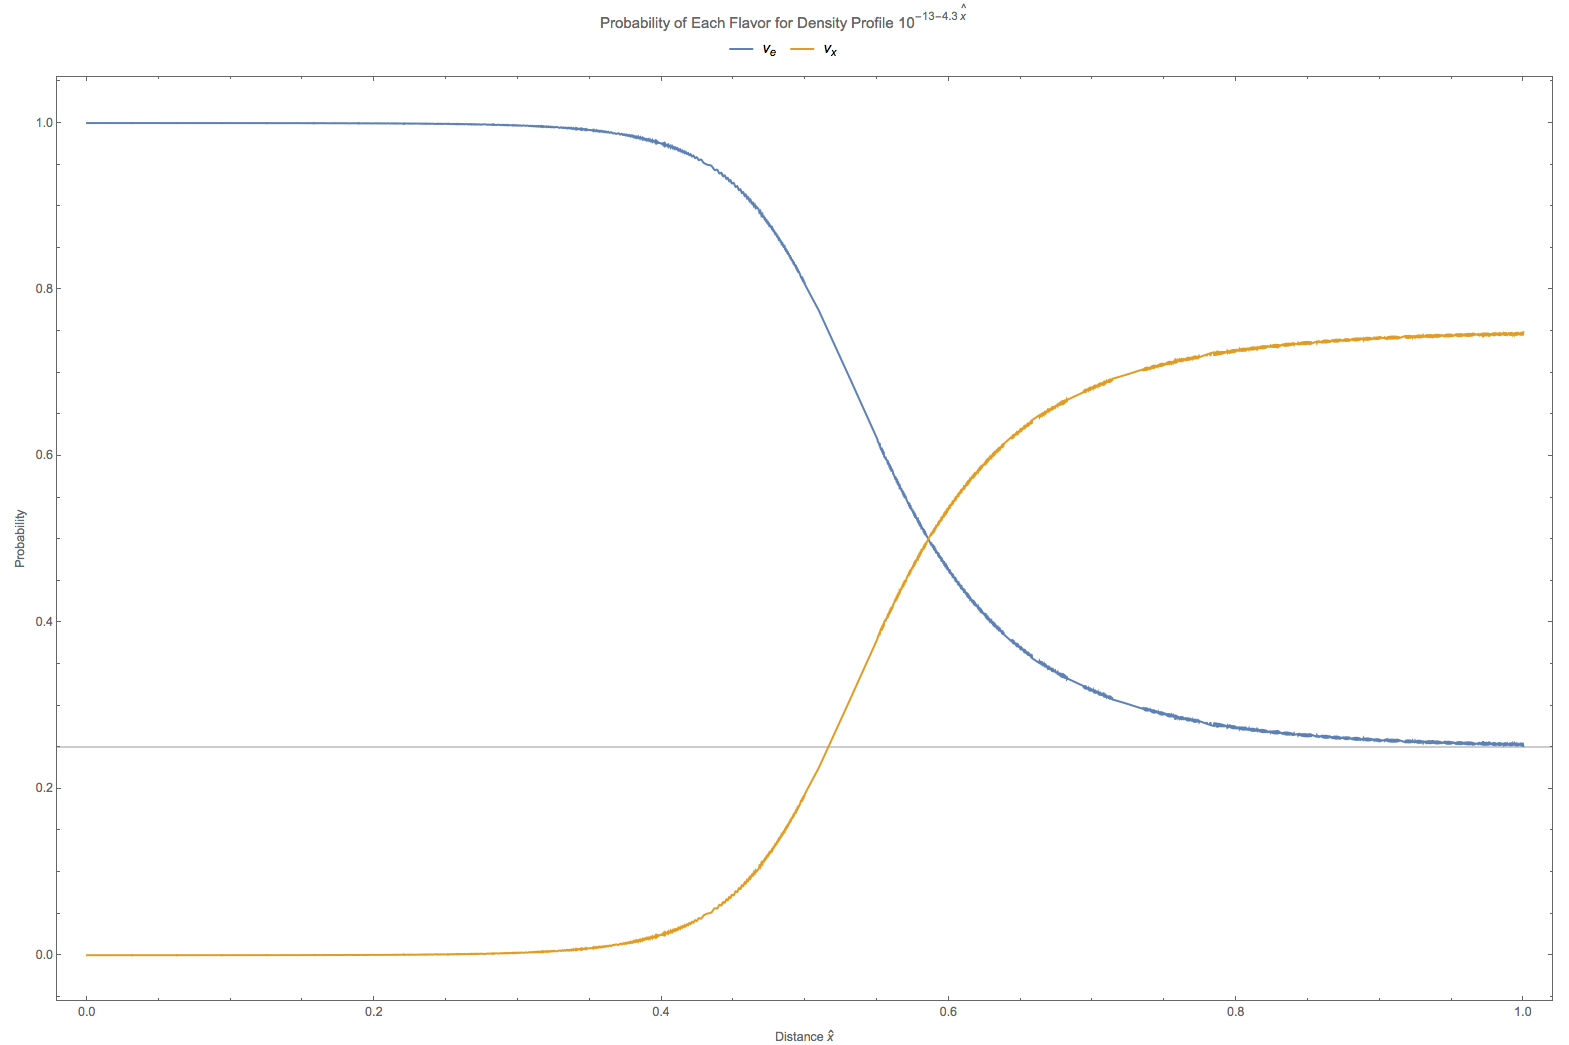 Probability of Each Flavor for Density Profile 10^{-13-4.3 x̂}
νe νx
1.0
0.8
0.6
0.4
0.2
0.0
Probability
0.0 0.2 0.4 0.6 0.8 1.0
Distance x̂